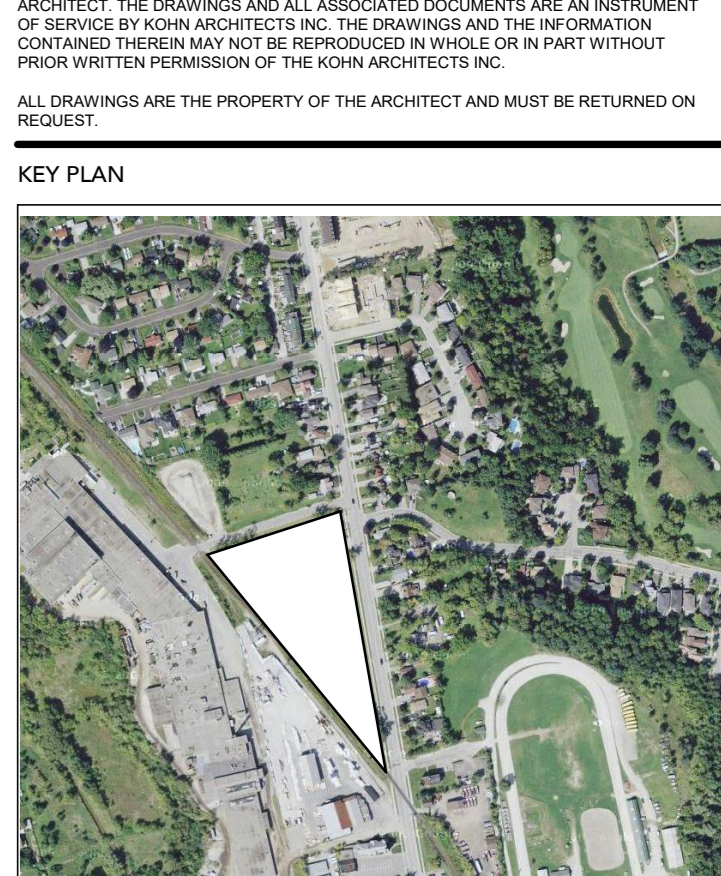 ARCHITECT. THE DRAWINGS AND ALL ASSOCIATED DOCUMENTS ARE AN INSTRUMENT
OF SERVICE BY KOHN ARCHITECTS INC. THE DRAWINGS AND THE INFORMATION
CONTAINED THEREIN MAY NOT BE REPRODUCED IN WHOLE OR IN PART WITHOUT
PRIOR WRITTEN PERMISSION OF THE KOHN ARCHITECTS INC.
ALL DRAWINGS ARE THE PROPERTY OF THE ARCHITECT AND MUST BE RETURNED ON
REQUEST.
KEY PLAN